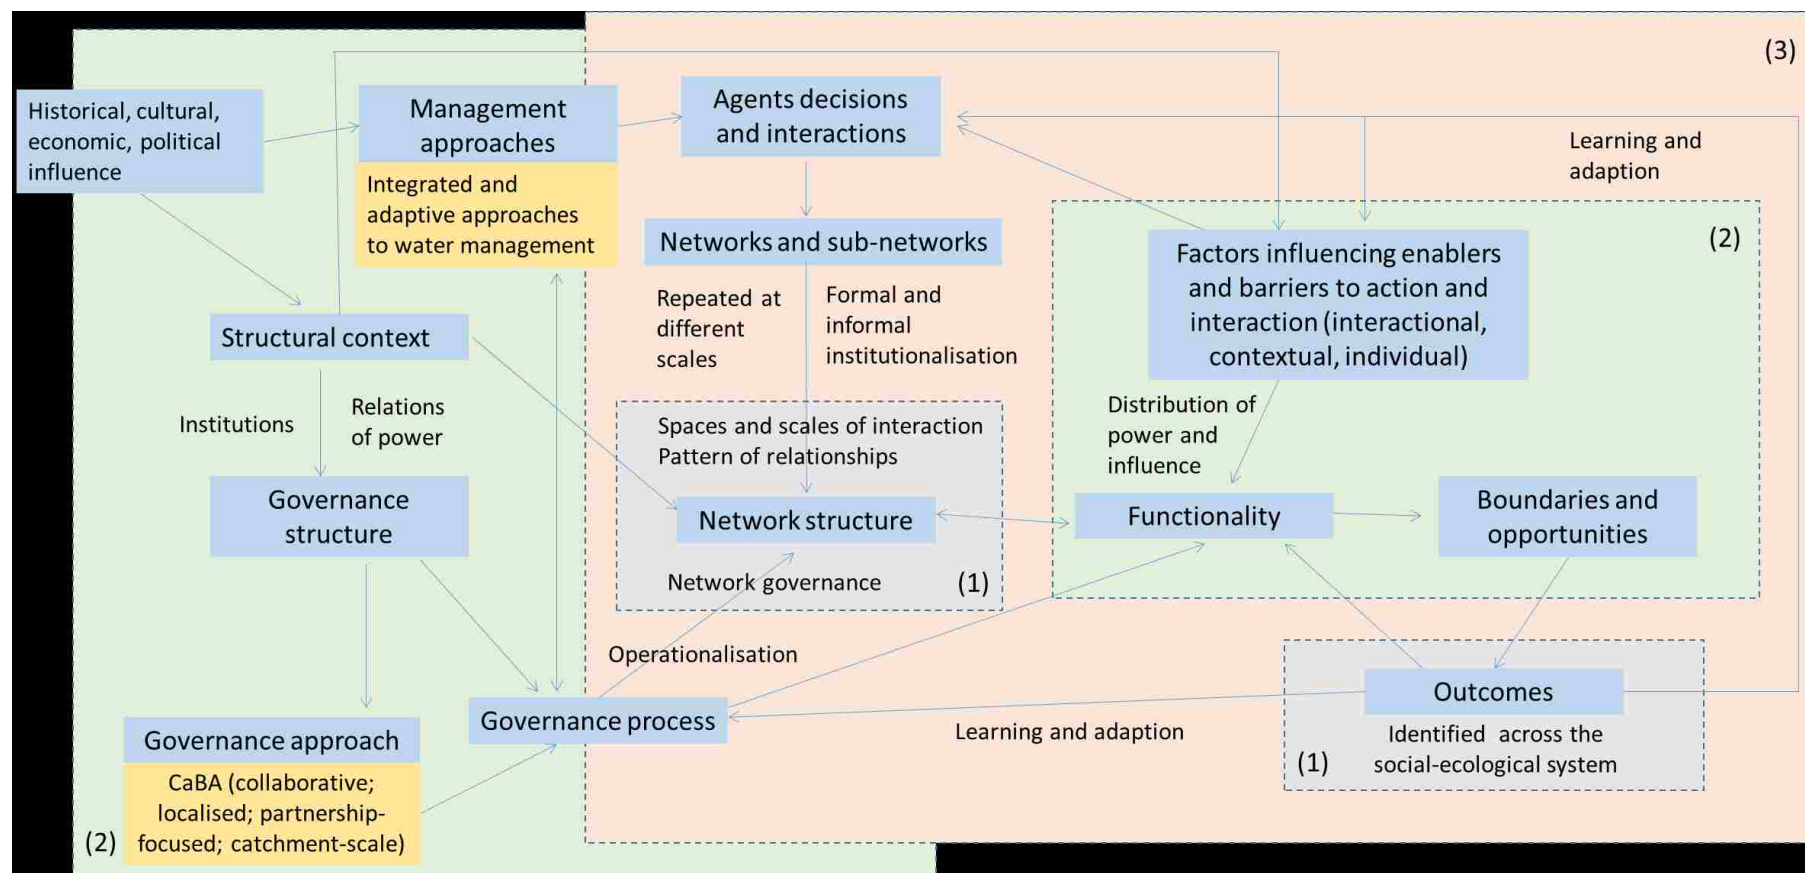 (3)
Historical, cultural,
economic, political
influence
Management
approaches
Integrated and
adaptive approaches
to water management
Agents decisions
and interactions
Learning and
adaption
Networks and sub-networks
Repeated at
different
scales
Formal and
informal
institutionalisation
(2)
Factors influencing enablers
and barriers to action and
interaction (interactional,
contextual, individual)
Structural context
Institutions
Relations
of power
Spaces and scales of interaction
Pattern of relationships
Network structure
Network governance
(1)
Distribution of
power and
influence
Functionality
Boundaries and
opportunities
Governance
structure
Operationalisation
Governance process
Learning and adaption
Outcomes
Identified across the
social-ecological system
(1)
Governance approach
CaBA (collaborative;
localised; partnership-
focused; catchment-scale)
(2)